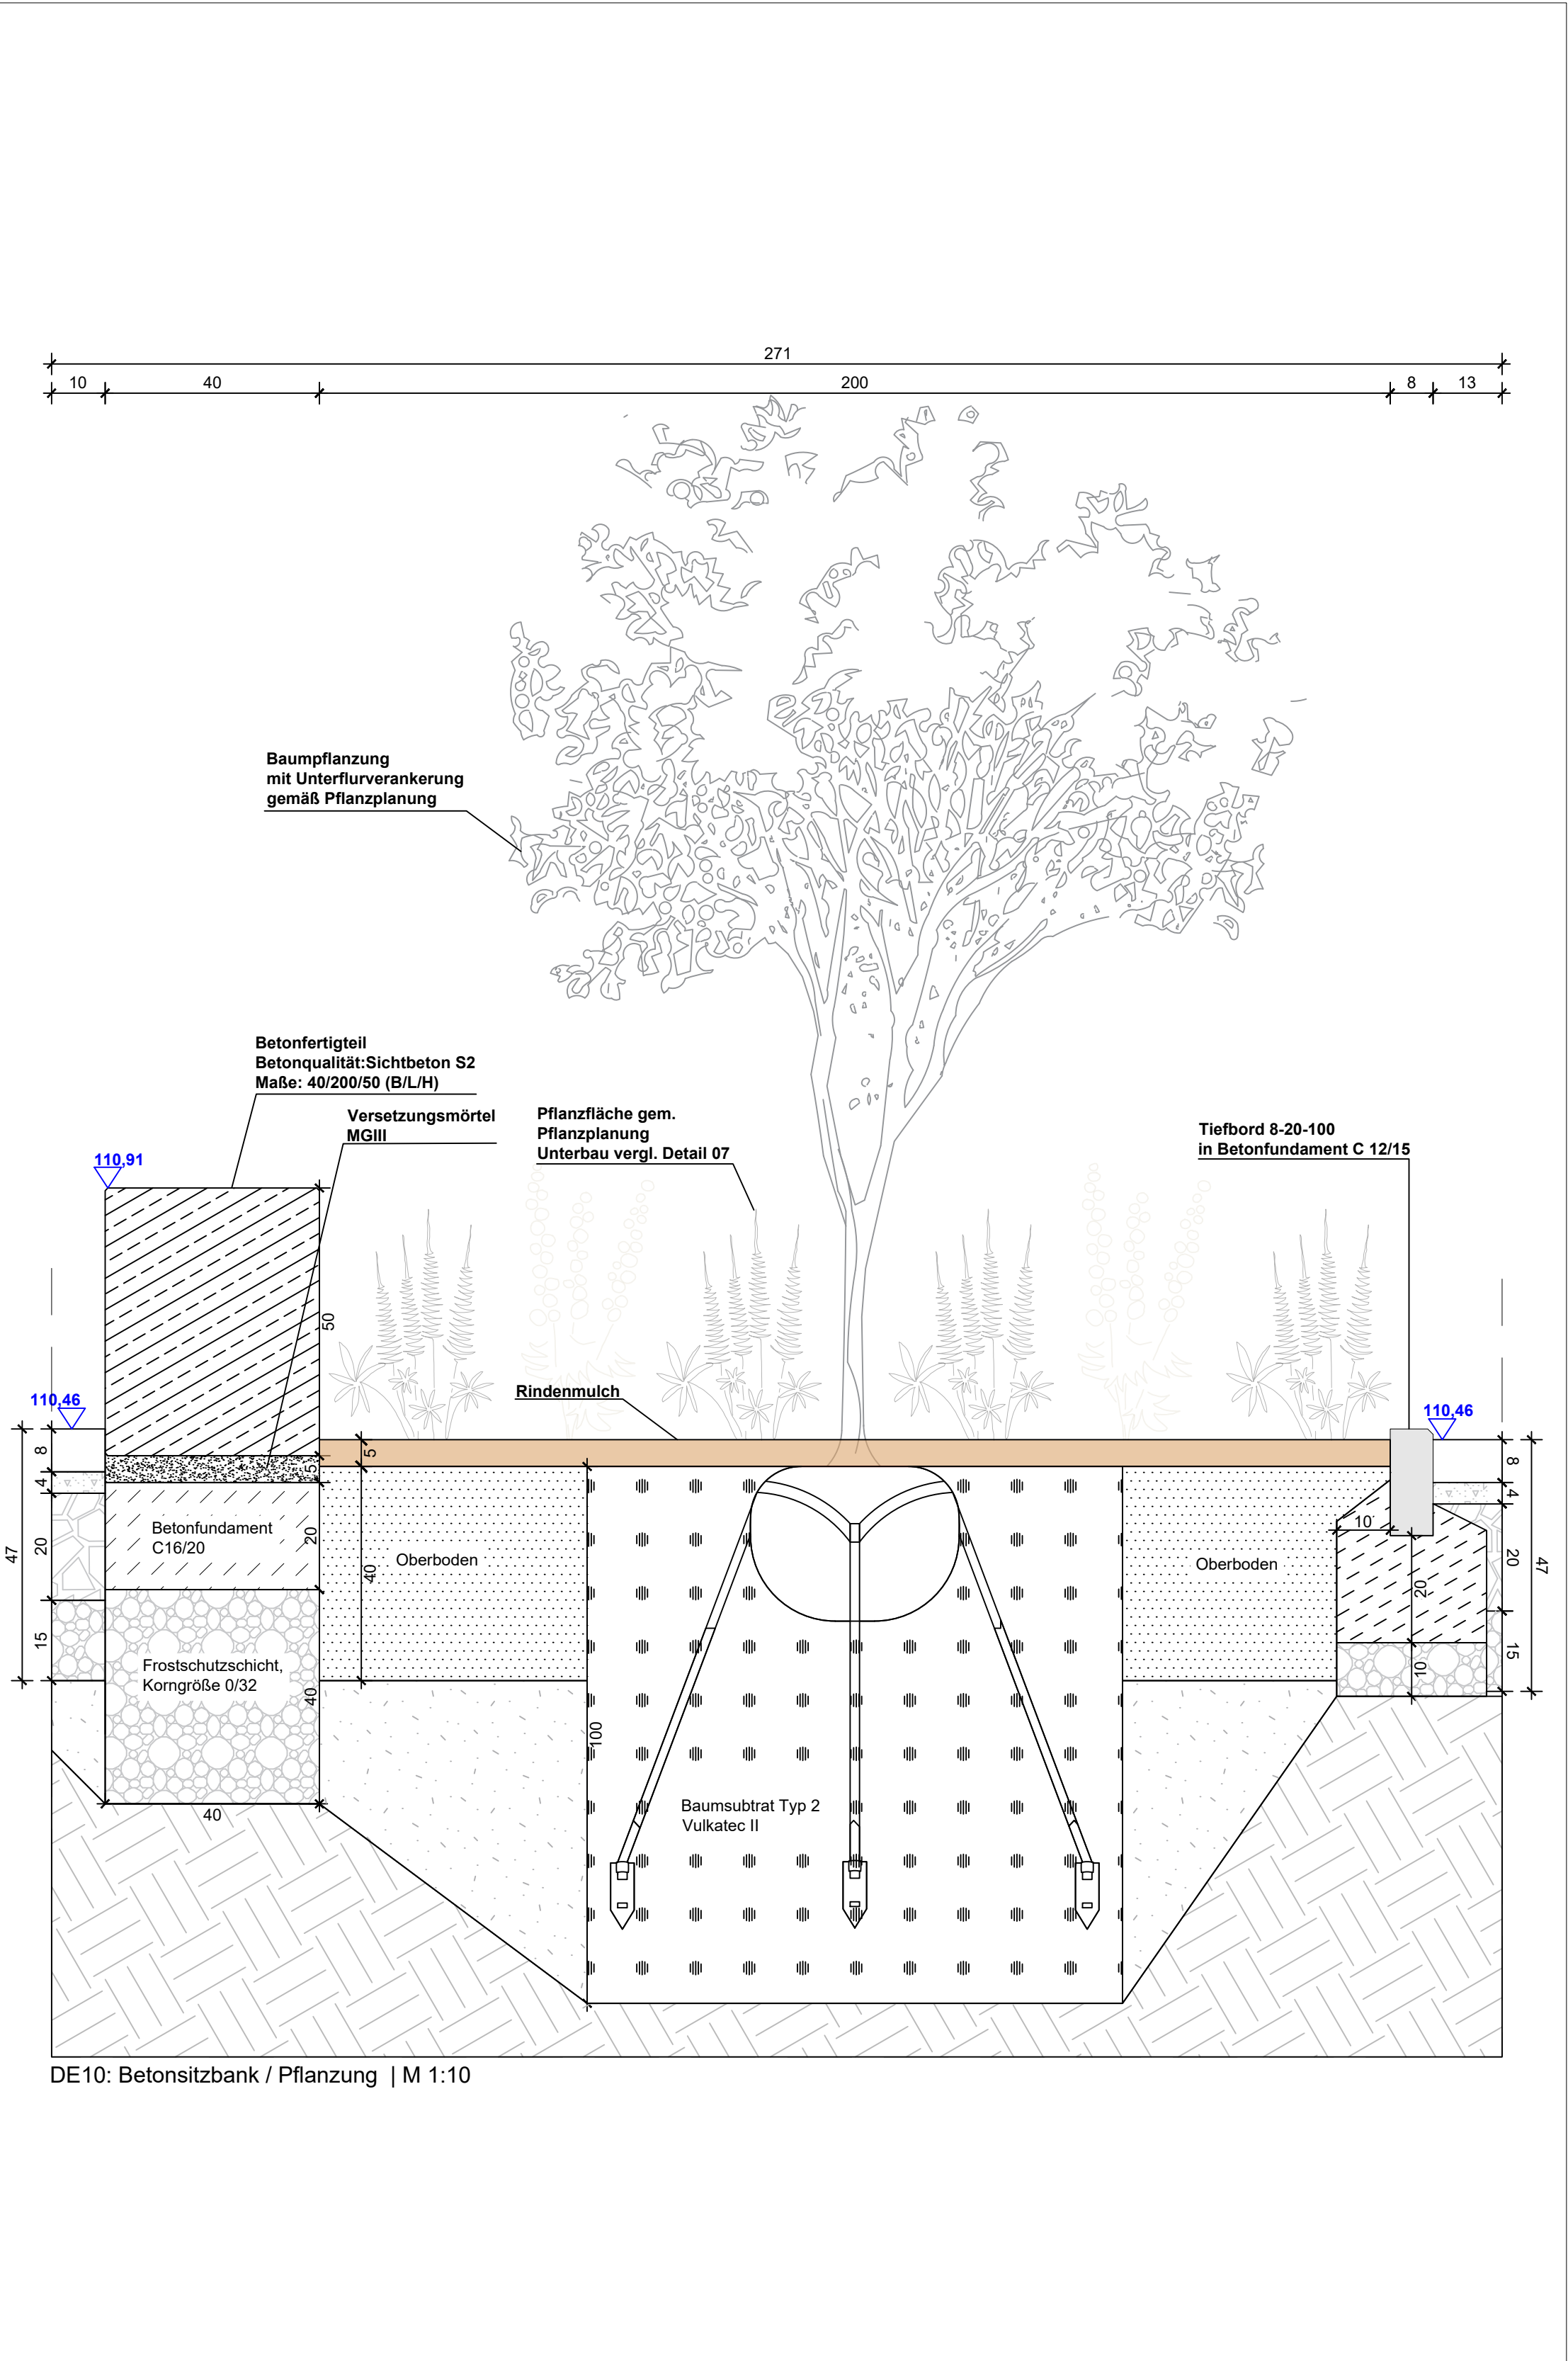 271
10 40 200 8 13
Baumpflanzung
mit Unterflurverankerung
gemäß Pflanzplanung
Betonfertigteil
Betonqualität:Sichtbeton S2
Maße: 40/200/50 (B/L/H)
Versetzungsmörtel
MGIII
Pflanzfläche gem.
Pflanzplanung
Unterbau vergl. Detail 07
Tiefbord 8-20-100
in Betonfundament C 12/15
110,91
50
110,46
Rindenmulch
110,46
8
4
20
15
47
5
5
20
40
40
40
Betonfundament
C16/20
Oberboden
Frostschutzschicht,
Korngröße 0/32
100
Baumsubtrat Typ 2
Vulkatec II
Oberboden
10
20
10
8
4
20
15
47
DE10: Betonsitzbank / Pflanzung | M 1:10